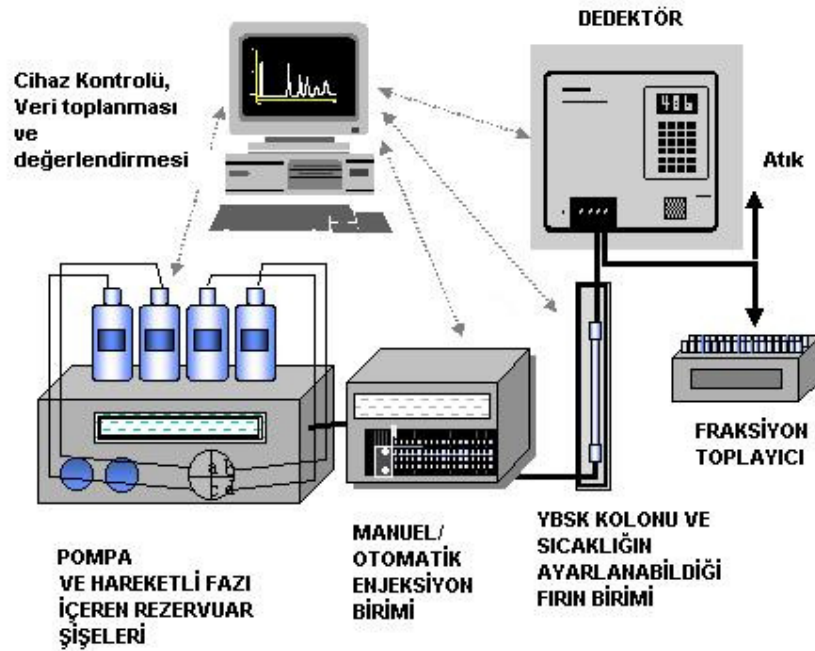 DEDEKTÖR
Cihaz Kontrolü,
Veri toplanması
ve
değerlendirmesi
Atık
a b
c d
FRAKSİYON
TOPLAYICI
POMPA
VE HAREKETLİ FAZI
İÇEREN REZERVUAR
ŞİŞELERİ
MANUEL/
OTOMATİK
ENJEKSİYON
BİRİMİ
YBSK KOLONU VE
SICAKLIĞIN
AYARLANABİLDİĞİ
FIRIN BİRİMİ